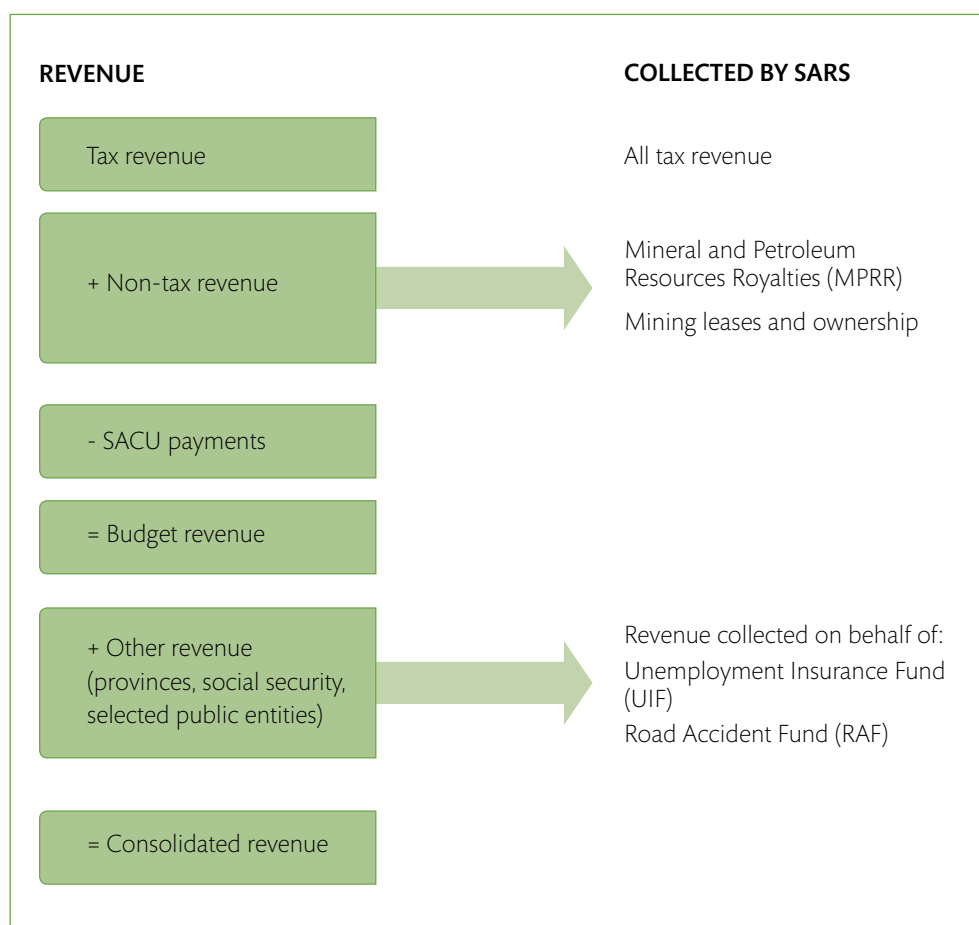 REVENUE
COLLECTED BY SARS
Tax revenue
All tax revenue
+ Non-tax revenue
Mineral and Petroleum
Resources Royalties (MPRR)
Mining leases and ownership
- SACU payments
= Budget revenue
+ Other revenue
(provinces, social security,
selected public entities)
Revenue collected on behalf of:
Unemployment Insurance Fund
(UIF)
Road Accident Fund (RAF)
= Consolidated revenue